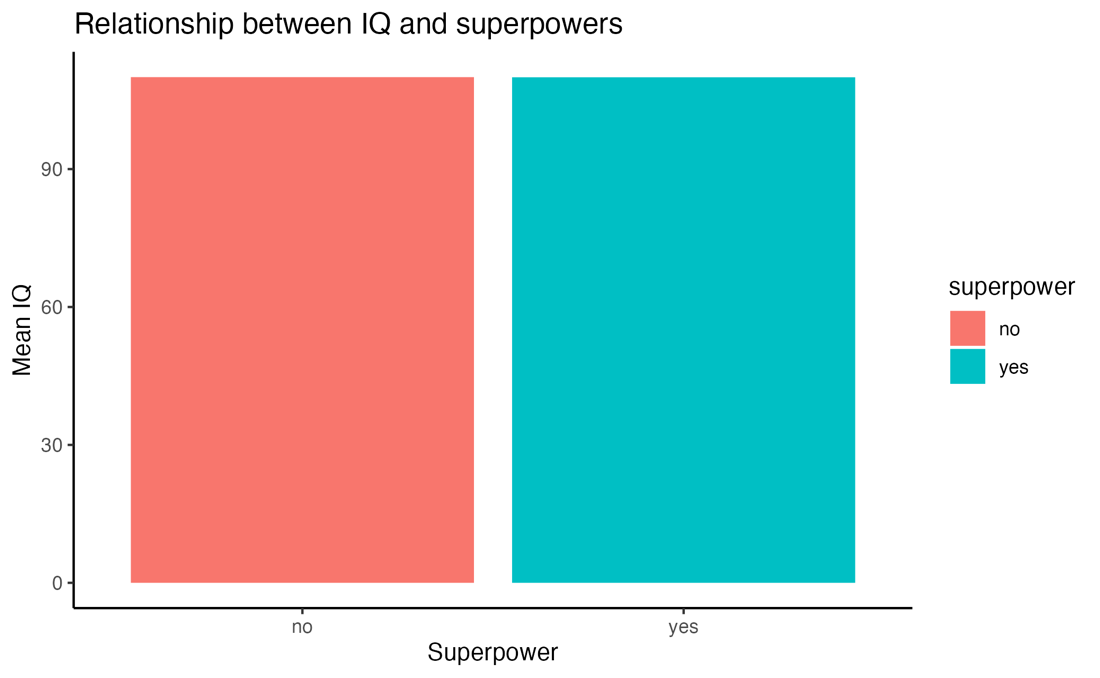 Relationship between IQ and superpowers
90
60
30
0
Mean IQ
no
yes
Superpower
superpower
no
yes